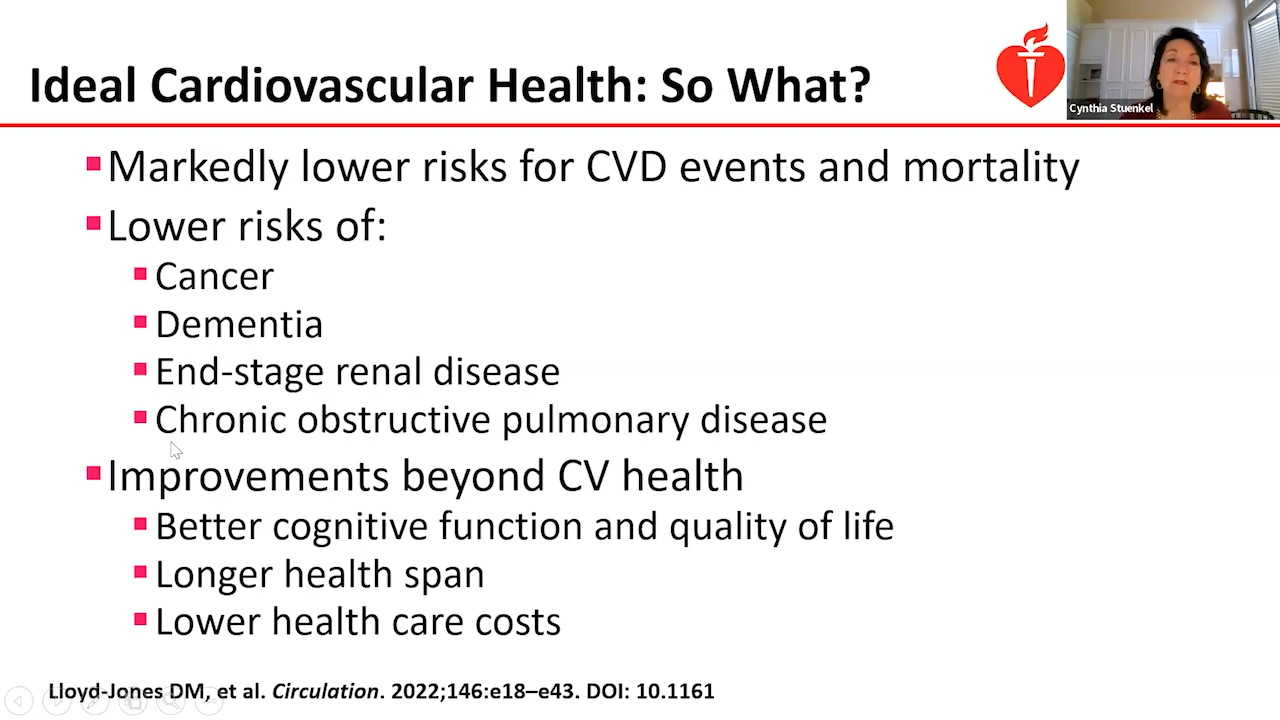 Ideal Cardiovascular Health: So What?
Cynthia Stuenkel
Markedly lower risks for CVD events and mortality
Lower risks of:
Cancer
Dementia
End-stage renal disease
Chronic obstructive pulmonary disease
Improvements beyond CV health
Better cognitive function and quality of life
Longer health span
Lower health care costs
Lloyd-Jones DM, et al. Circulation. 2022;146:e18–e43. DOI: 10.1161